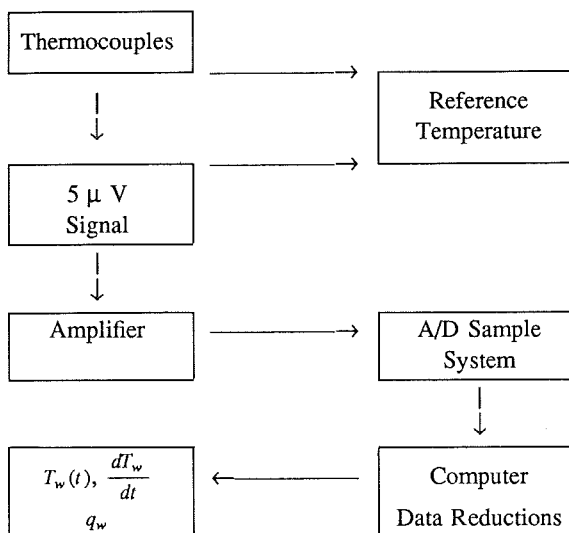 Thermocouples
Reference
Temperature
5 μ V
Signal
Amplifier
A/D Sample
System
T_w(t), dT_w/dt
q_w
Computer
Data Reductions